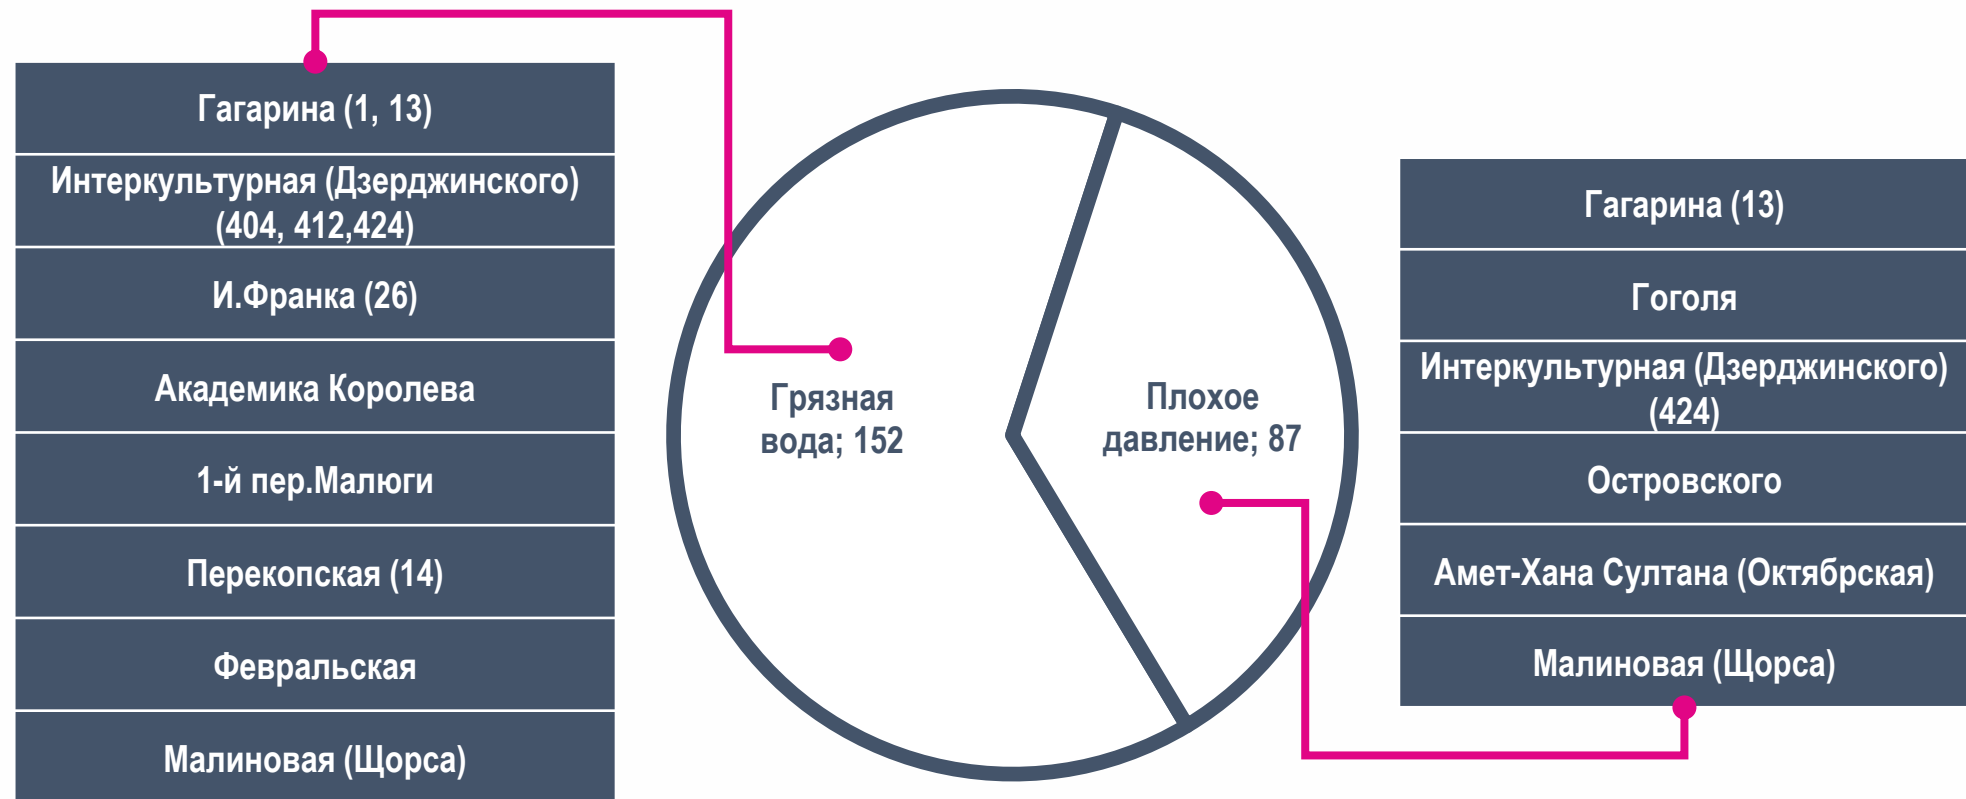 Гагарина (1, 13)
Интеркультурная (Дзерджинского)
(404, 412,424)
И.Франка (26)
Академика Королева
1-й пер.Малюги
Перекопская (14)
Февральская
Малиновая (Щорса)
Грязная
вода; 152
Плохое
давление; 87
Гагарина (13)
Гоголя
Интеркультурная (Дзерджинского)
(424)
Островского
Амет-Хана Султана (Октябрская)
Малиновая (Щорса)